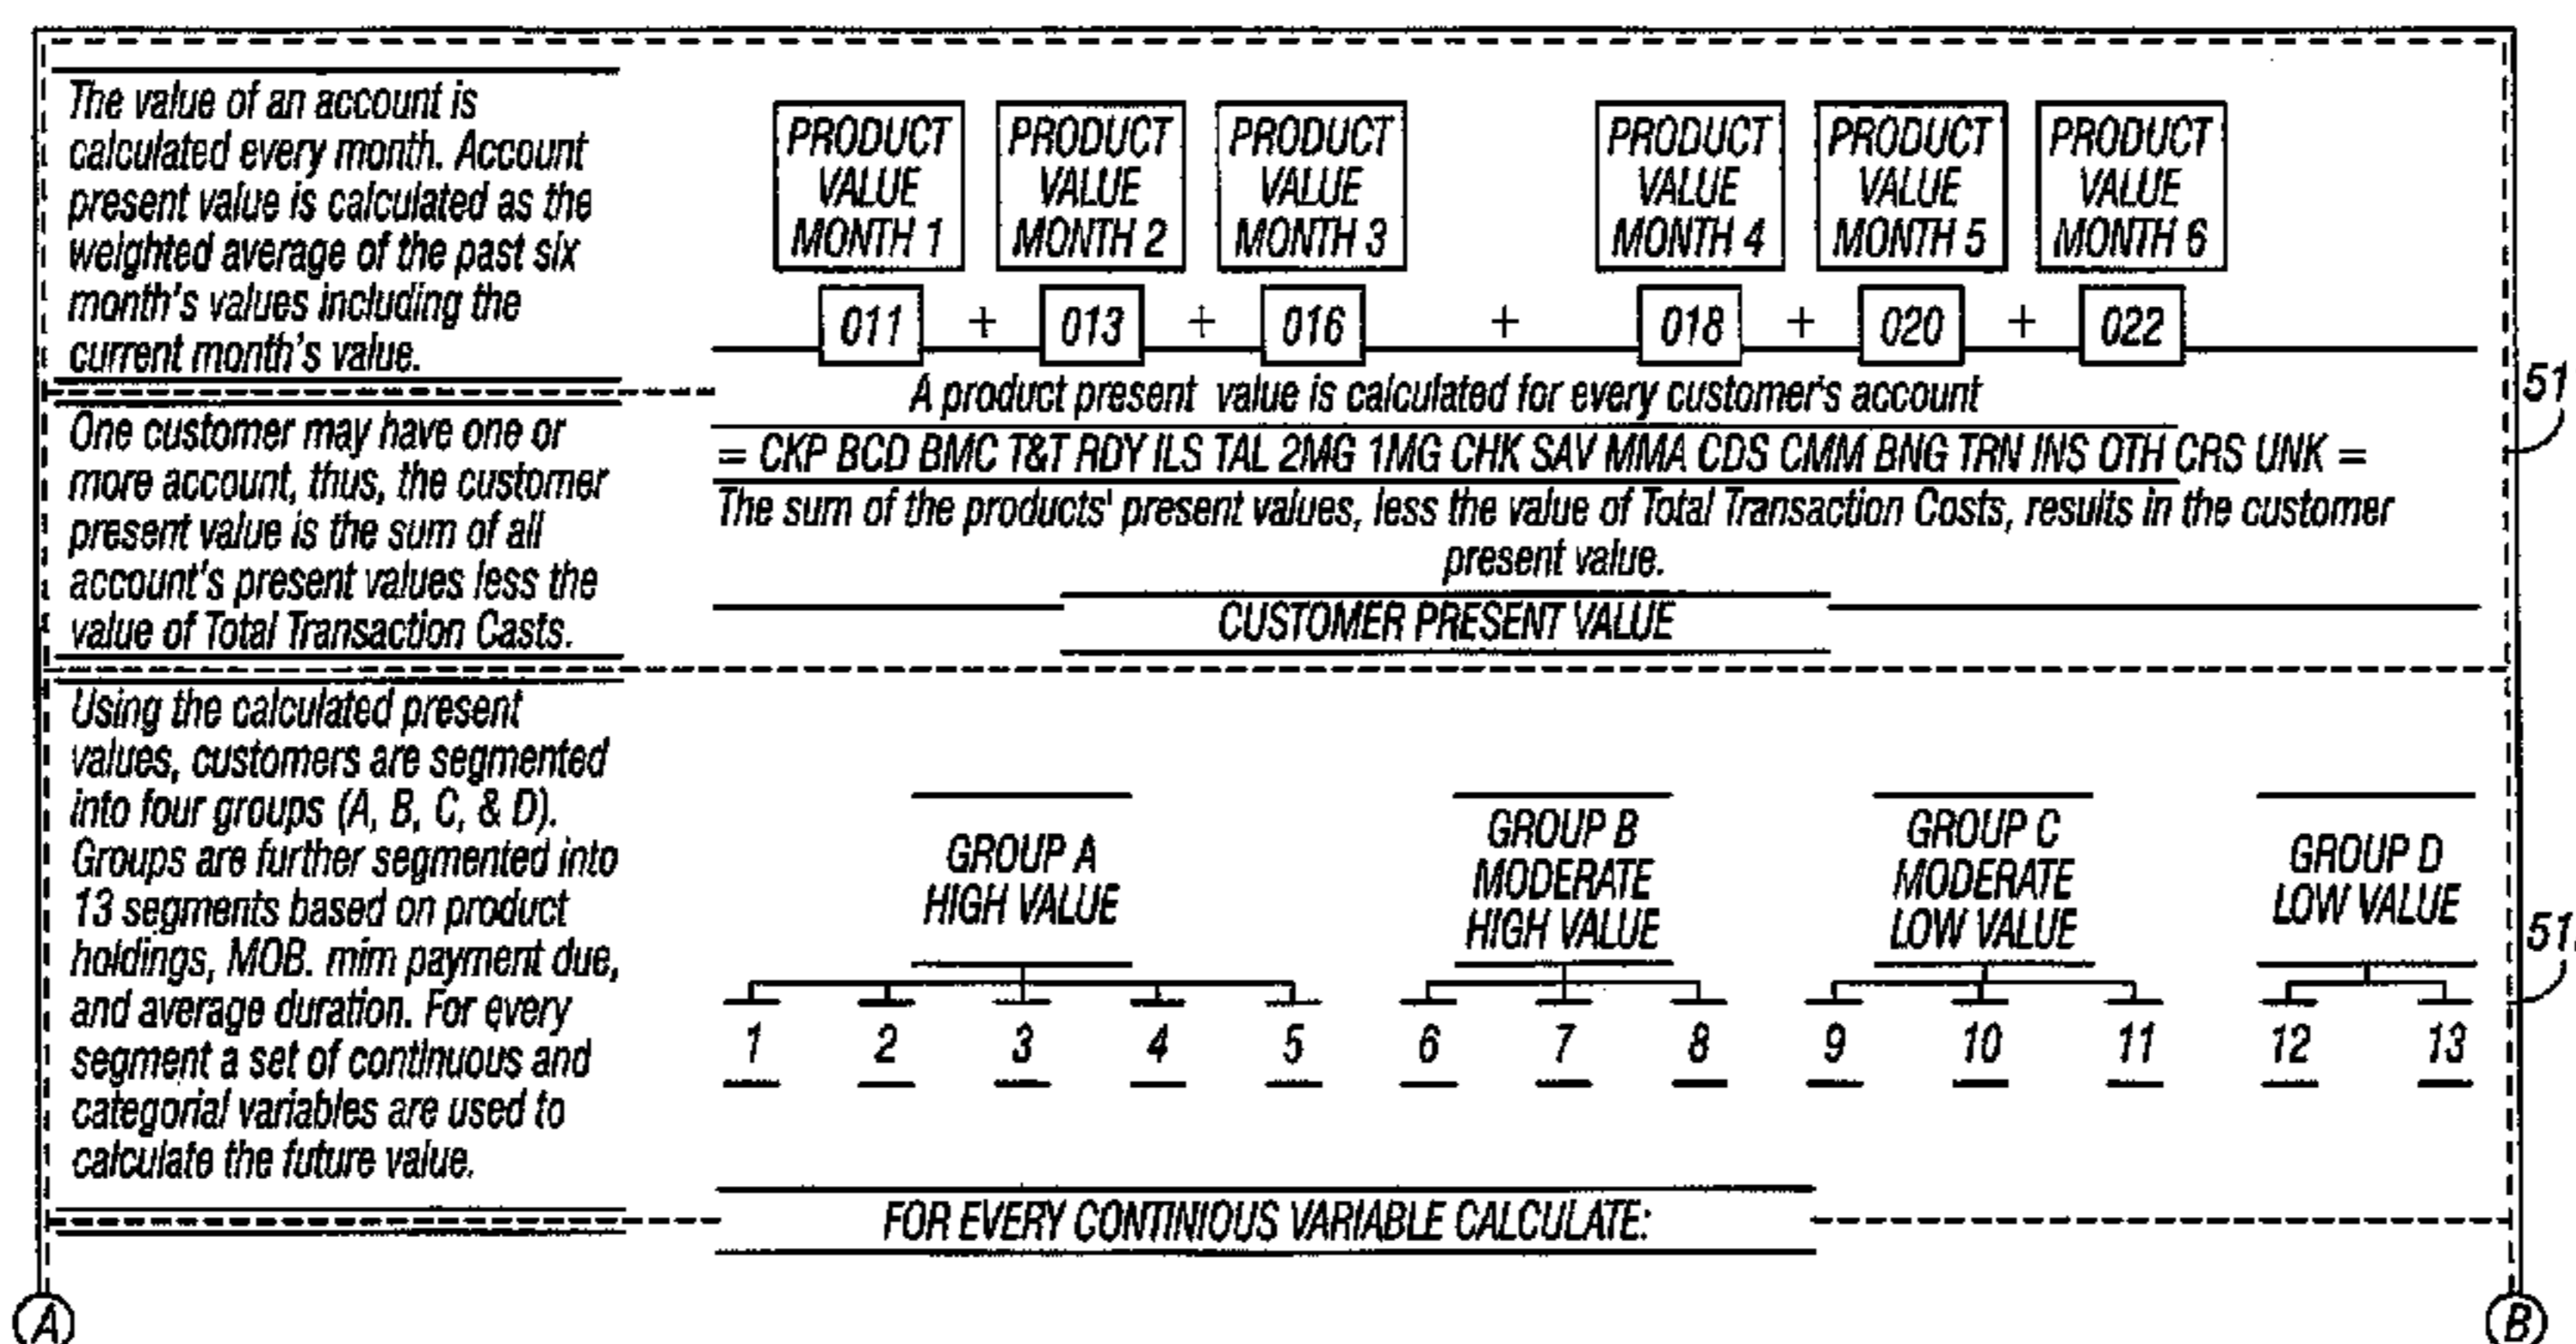 The value of an account is
calculated every month. Account
present value is calculated as the
weighted average of the past six
month's values including the
current month's value.
PRODUCT VALUE MONTH 1
PRODUCT VALUE MONTH 2
PRODUCT VALUE MONTH 3
PRODUCT VALUE MONTH 4
PRODUCT VALUE MONTH 5
PRODUCT VALUE MONTH 6
011 + 013 + 016 + 018 + 020 + 022
A product present value is calculated for every customer's account
51
One customer may have one or
more account, thus, the customer
present value is the sum of all
account's present values less the
value of Total Transaction Casts.
= CKP BCD BMC T&T RDY ILS TAL 2MG 1MG CHK SAV MMA CDS CMM BNG TRN INS OTH CRS UNK =
The sum of the products' present values, less the value of Total Transaction Costs, results in the customer
present value.
CUSTOMER PRESENT VALUE
Using the calculated present
values, customers are segmented
into four groups (A, B, C, & D).
Groups are further segmented into
13 segments based on product
holdings, MOB. mim payment due,
and average duration. For every
segment a set of continuous and
categorial variables are used to
calculate the future value.
GROUP A
HIGH VALUE
GROUP B
MODERATE
HIGH VALUE
GROUP C
MODERATE
LOW VALUE
GROUP D
LOW VALUE
51
1 2 3 4 5 6 7 8 9 10 11 12 13
FOR EVERY CONTINIOUS VARIABLE CALCULATE:
A
B